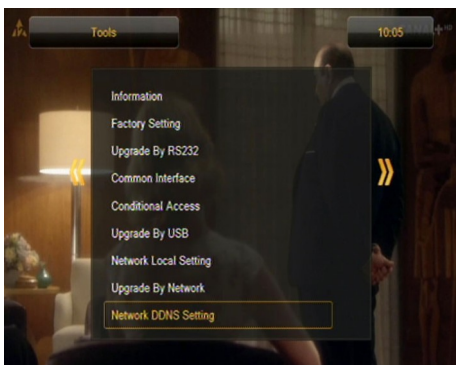 Tools
10:05
Information
Factory Setting
Upgrade By RS232
Common Interface
Conditional Access
Upgrade By USB
Network Local Setting
Upgrade By Network
Network DDNS Setting